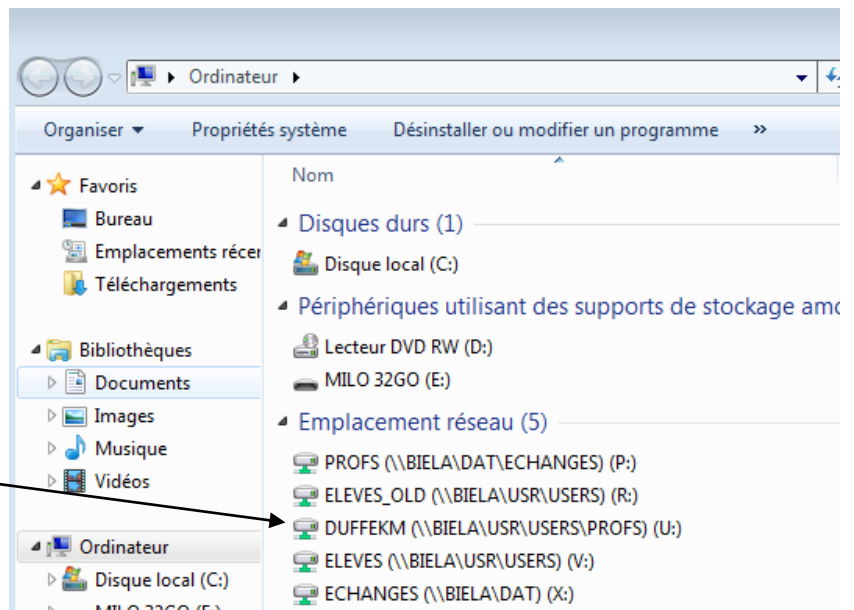 Ordinateur
Organiser Propriétés système Désinstaller ou modifier un programme »
Favoris
Bureau
Emplacements récer
Téléchargements
Bibliothèques
Documents
Images
Musique
Vidéos
Ordinateur
Disque local (C:)
MILO 32GO (E:)
Nom
Disques durs (1)
Disque local (C:)
Périphériques utilisant des supports de stockage amo
Lecteur DVD RW (D:)
MILO 32GO (E:)
Emplacement réseau (5)
PROFS (\\BIELA\DAT\ECHANGES) (P:)
ELEVES_OLD (\\BIELA\USR\USERS) (R:)
DUFFEKM (\\BIELA\USR\USERS\PROFS) (U:)
ELEVES (\\BIELA\USR\USERS) (V:)
ECHANGES (\\BIELA\DAT) (X:)